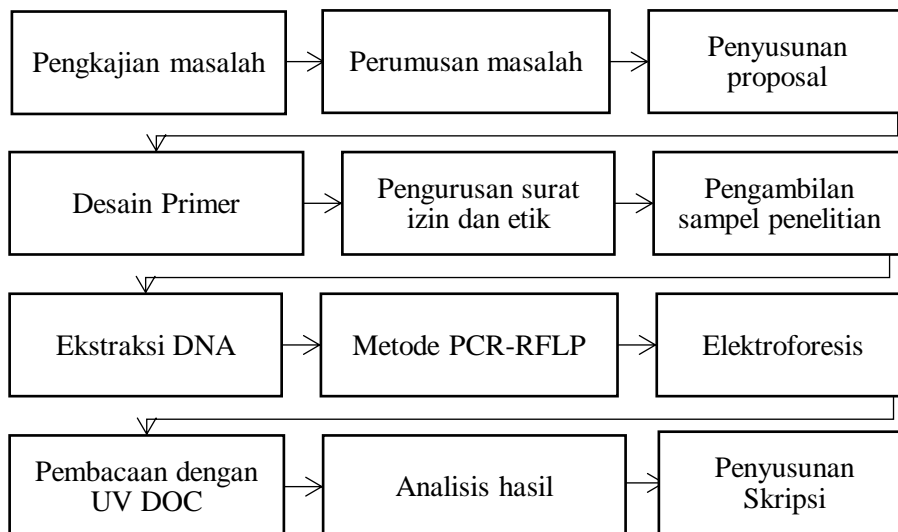 Pengkajian masalah
Perumusan masalah
Penyusunan
proposal
Desain Primer
Pengurusan surat
izin dan etik
Pengambilan
sampel penelitian
Ekstraksi DNA
Metode PCR-RFLP
Elektroforesis
Pembacaan dengan
UV DOC
Analisis hasil
Penyusunan
Skripsi